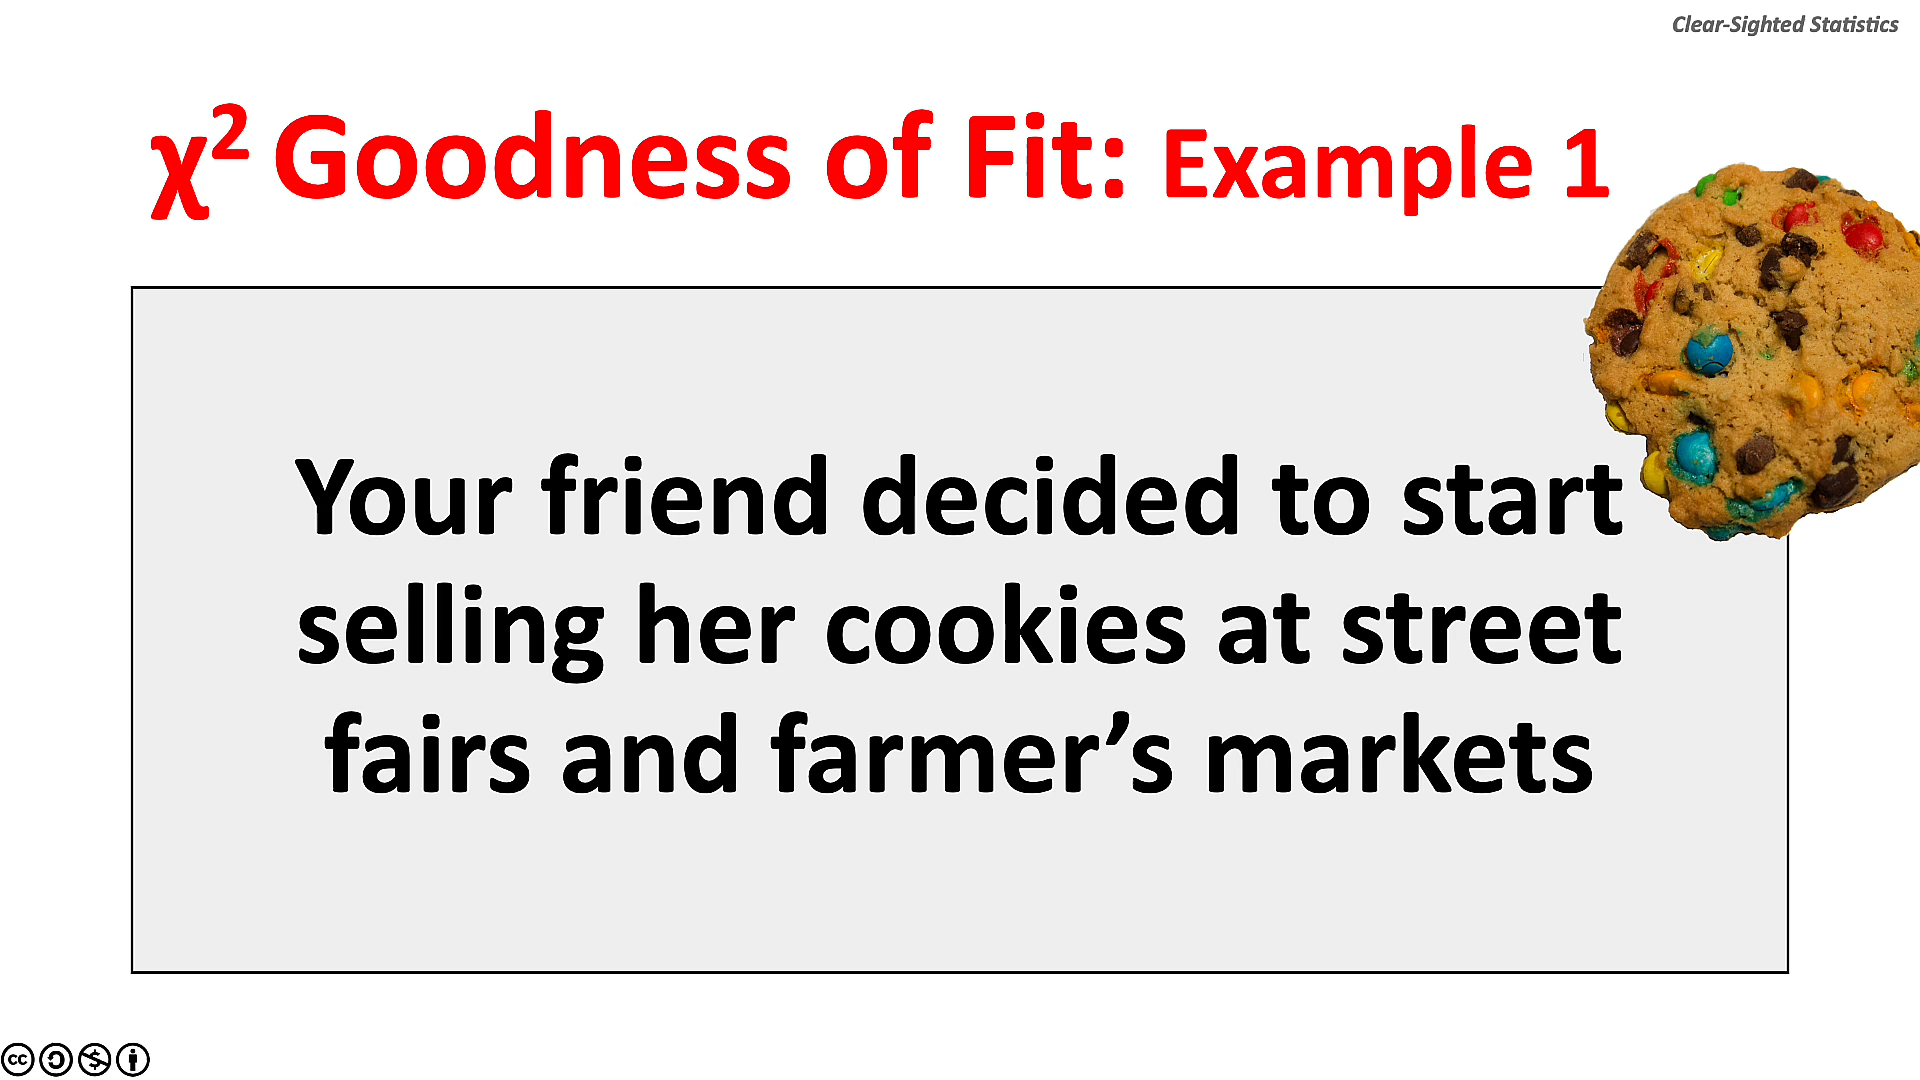 Clear-Sighted Statistics
χ² Goodness of Fit: Example 1
Your friend decided to start
selling her cookies at street
fairs and farmer’s markets
cc